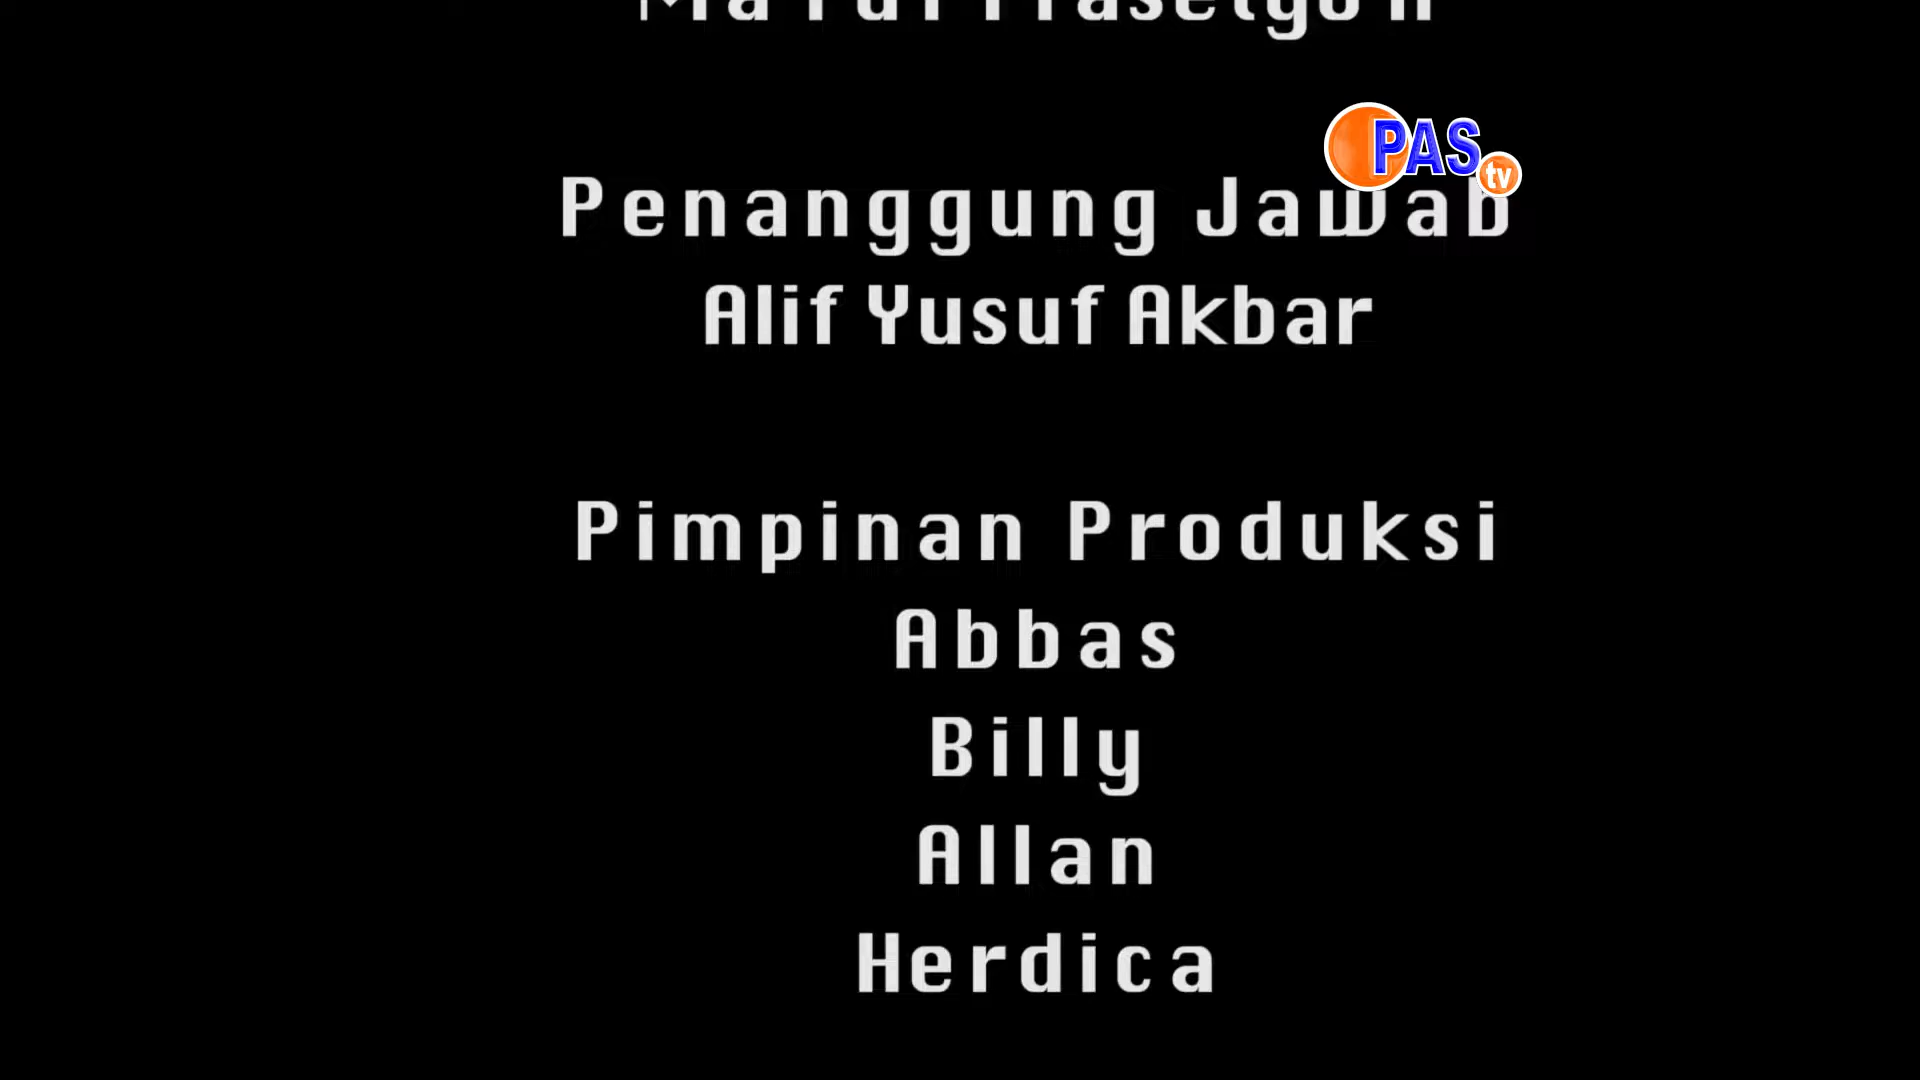 PAS tv
Penanggung Jawab
Alif Yusuf Akbar
Pimpinan Produksi
Abbas
Billy
Allan
Herdica